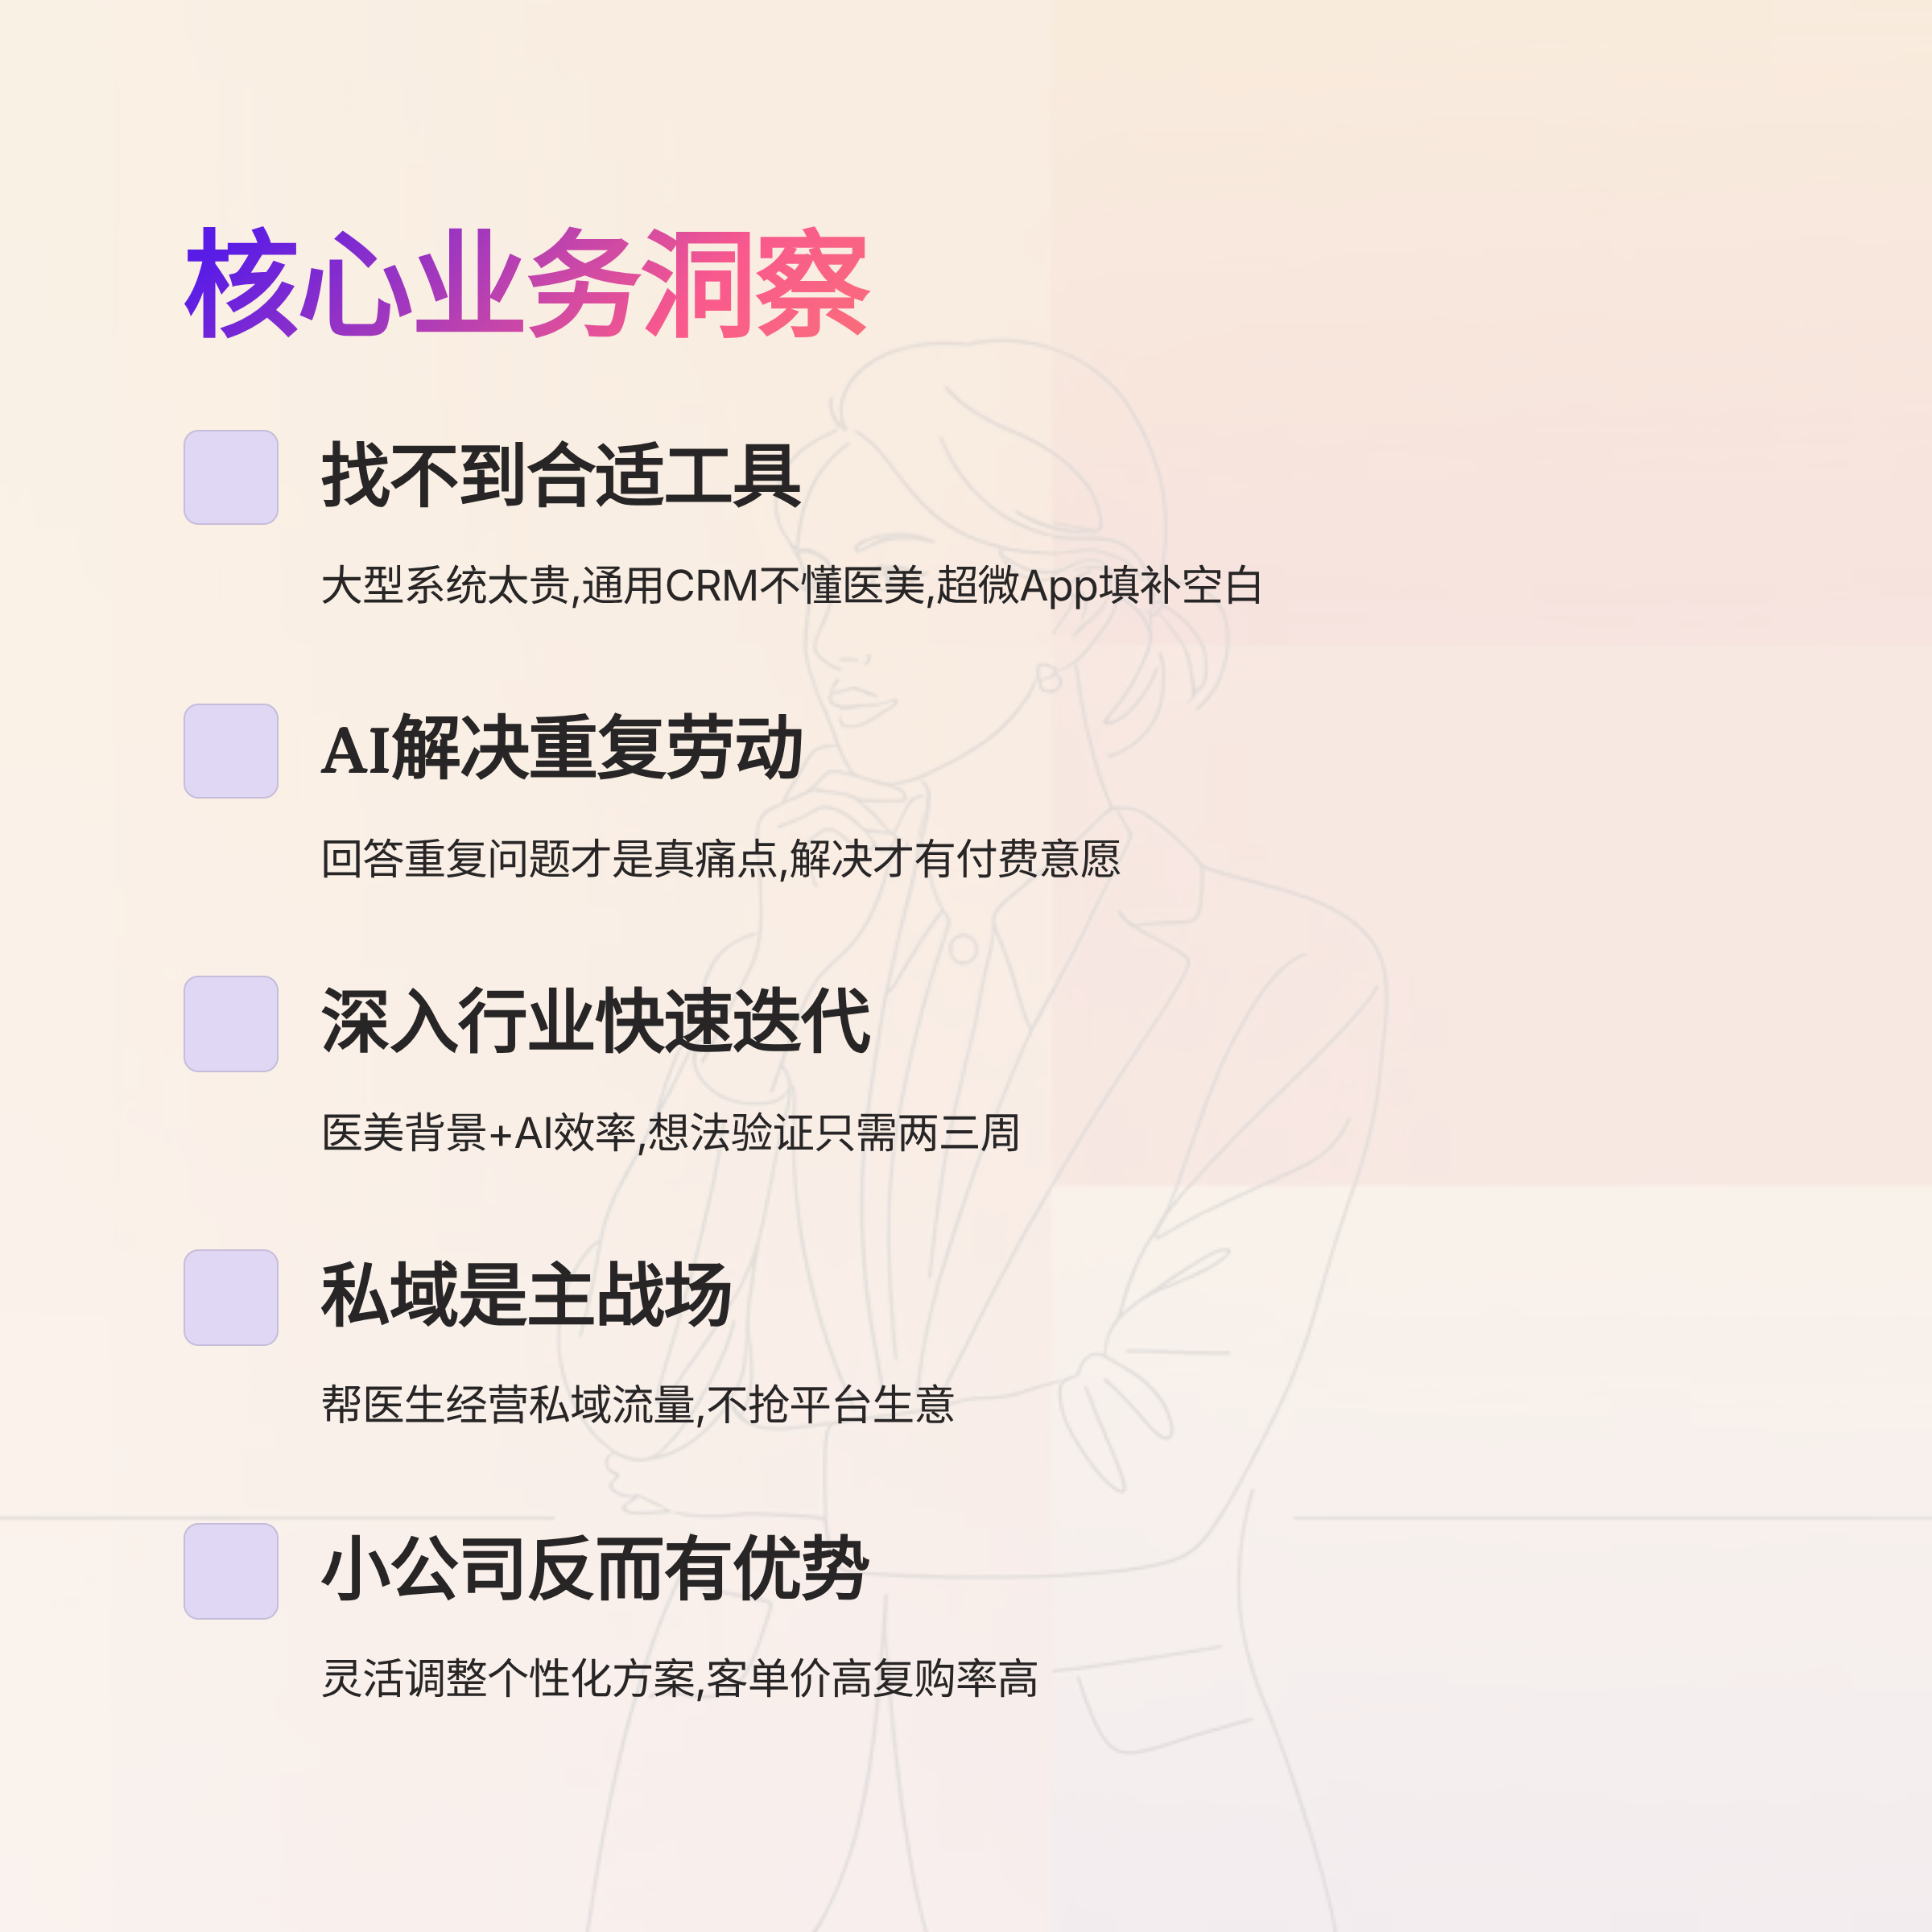 核心业务洞察
找不到合适工具
大型系统太贵,通用CRM不懂医美,超微App填补空白
AI解决重复劳动
回答重复问题才是真痛点,解决才有付费意愿
深入行业快速迭代
医美背景+AI效率,想法验证只需两三周
私域是主战场
帮医生经营私域流量,不抢平台生意
小公司反而有优势
灵活调整个性化方案,客单价高复购率高